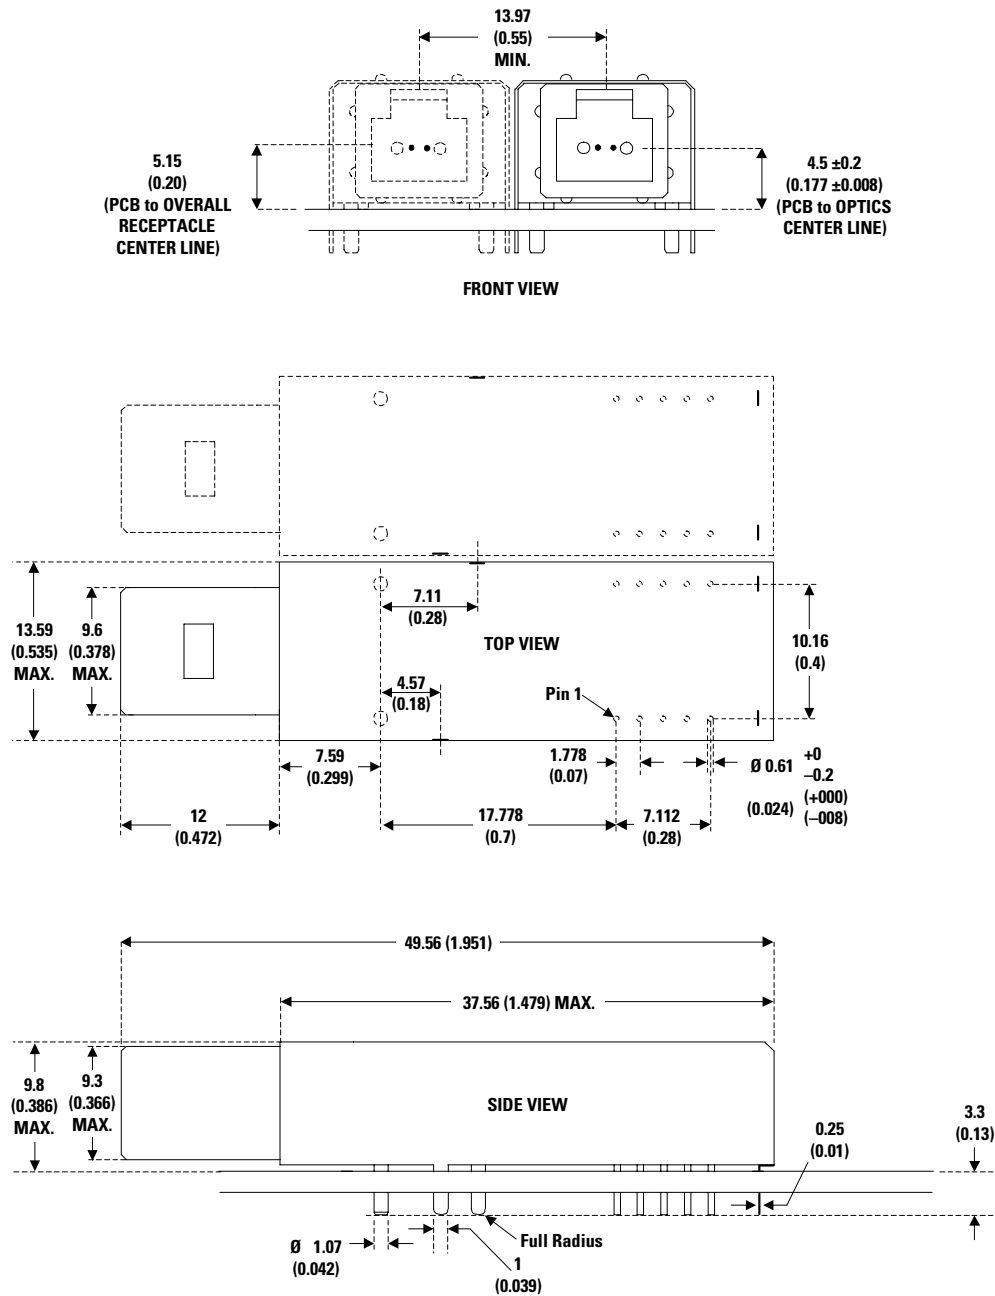 13.97
(0.55)
MIN.
5.15
(0.20)
(PCB to OVERALL
RECEPTACLE
CENTER LINE)
4.5 ±0.2
(0.177 ±0.008)
(PCB to OPTICS
CENTER LINE)
FRONT VIEW
13.59
(0.535)
MAX.
9.6
(0.378)
MAX.
7.11
(0.28)
TOP VIEW
10.16
(0.4)
4.57
(0.18)
Pin 1
7.59
(0.299)
1.778
(0.07)
Ø 0.61 +0
–0.2
(0.024) (+000)
(–008)
12
(0.472)
17.778
(0.7)
7.112
(0.28)
49.56 (1.951)
37.56 (1.479) MAX.
9.8
(0.386)
MAX.
9.3
(0.366)
MAX.
SIDE VIEW
0.25
(0.01)
3.3
(0.13)
Full Radius
Ø 1.07
(0.042)
1
(0.039)